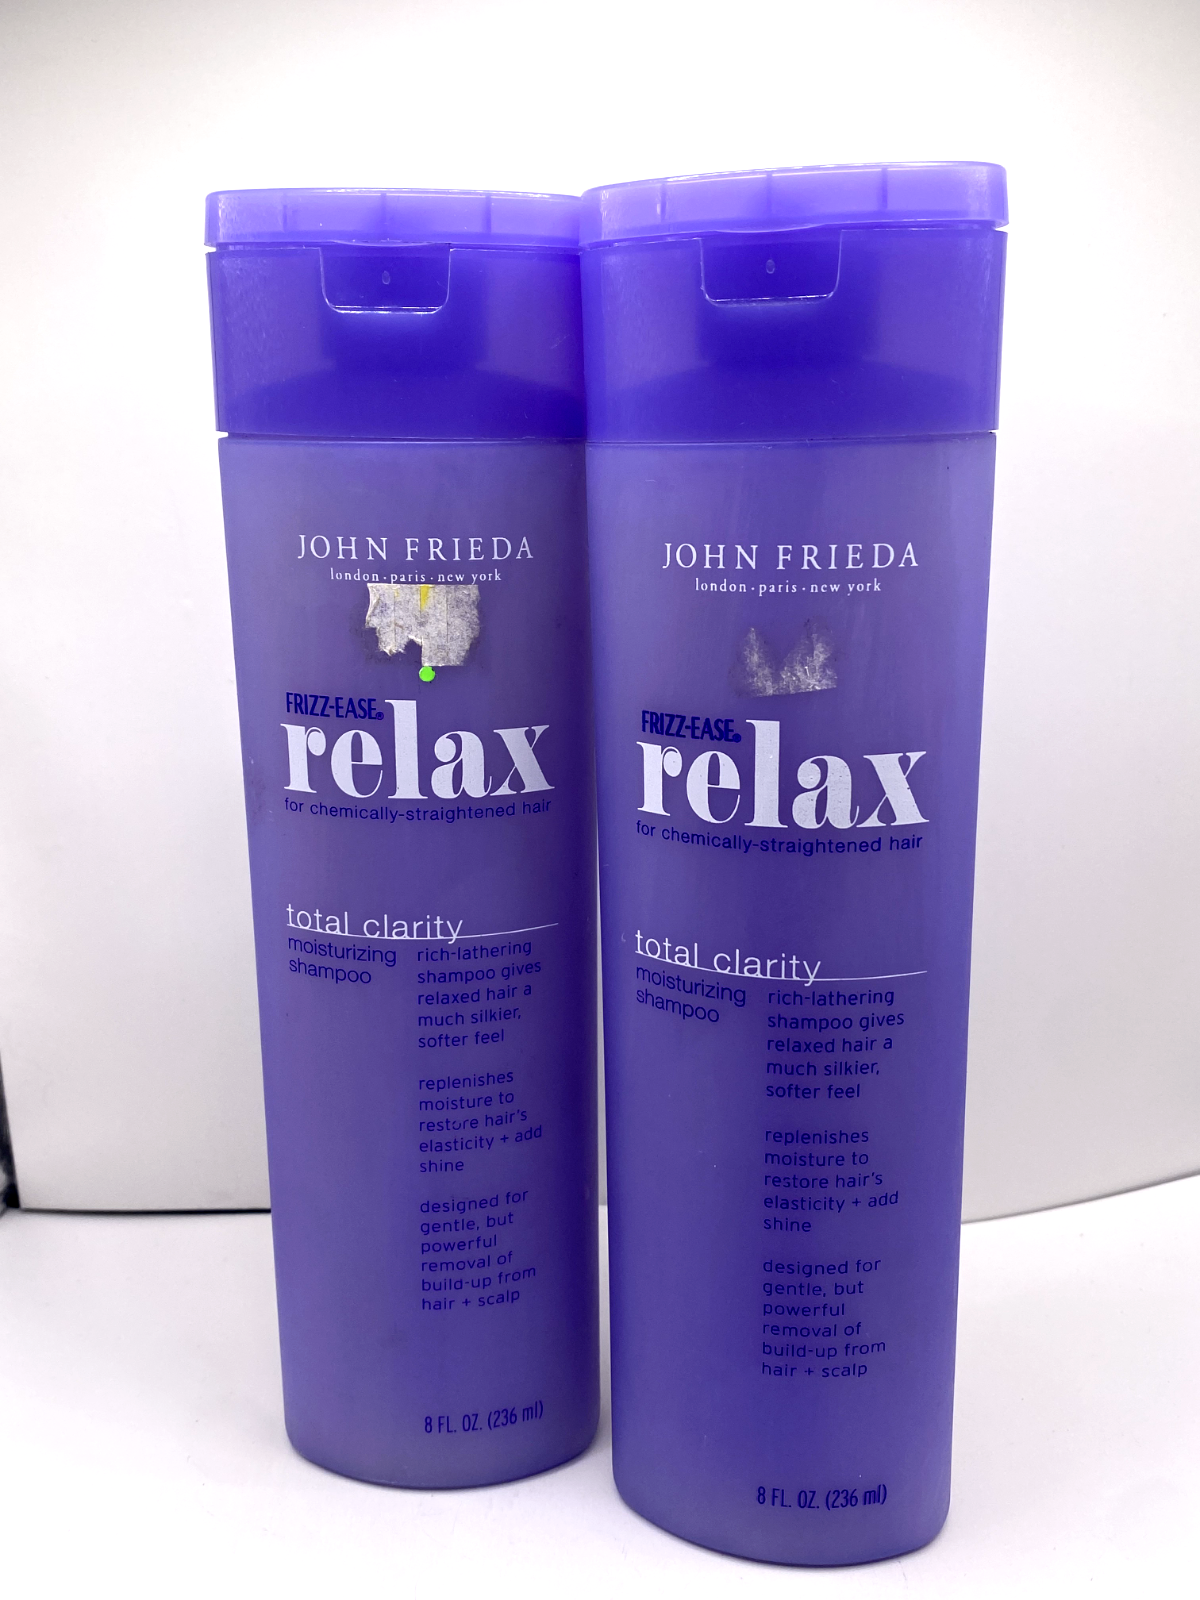 JOHN FRIEDA
london · paris · new york
FRIZZ-EASE®
relax
for chemically-straightened hair
total clarity
moisturizing
shampoo
rich-lathering
shampoo gives
relaxed hair a
much silkier,
softer feel
replenishes
moisture to
restore hair's
elasticity + add
shine
designed for
gentle, but
powerful
removal of
build-up from
hair + scalp
8 FL. OZ. (236 ml)
JOHN FRIEDA
london · paris · new york
FRIZZ-EASE®
relax
for chemically-straightened hair
total clarity
moisturizing
shampoo
rich-lathering
shampoo gives
relaxed hair a
much silkier,
softer feel
replenishes
moisture to
restore hair's
elasticity + add
shine
designed for
gentle, but
powerful
removal of
build-up from
hair + scalp
8 FL. OZ. (236 ml)